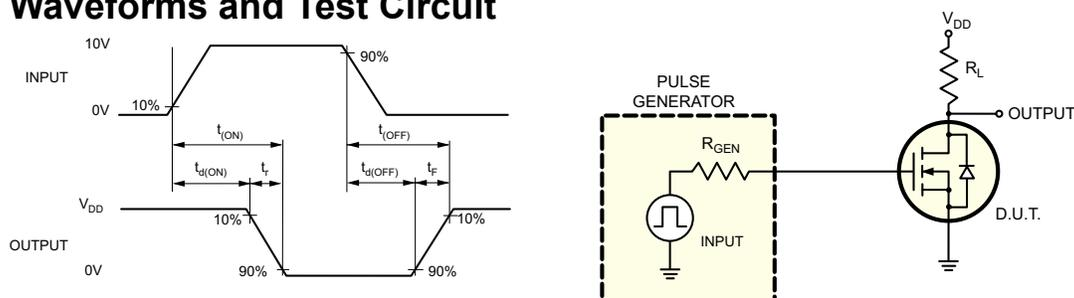 Waveforms and Test Circuit
10V
INPUT
0V
10%
90%
t(ON)
t(OFF)
td(ON)
tr
td(OFF)
tF
VDD
10%
10%
OUTPUT
0V
90%
90%
VDD
RL
PULSE
GENERATOR
OUTPUT
RGEN
D.U.T.
INPUT